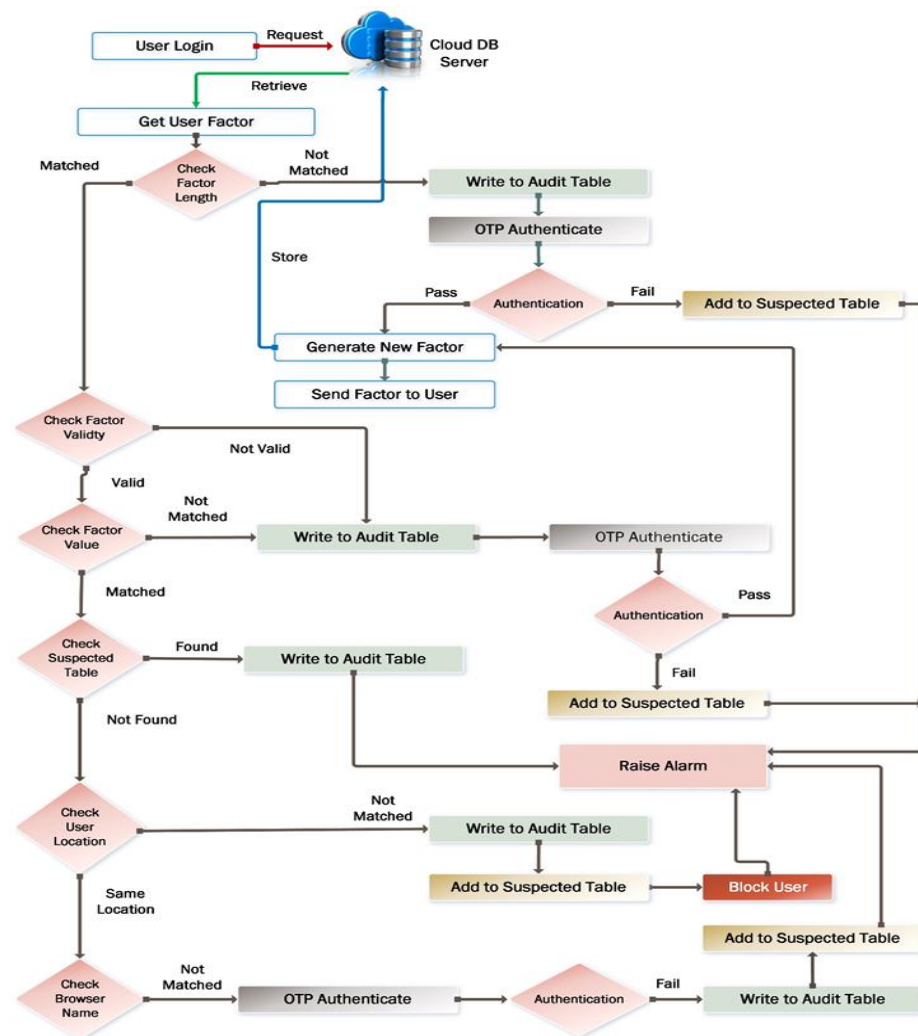 User Login
Request
Cloud DB
Server
Retrieve
Get User Factor
Matched
Check
Factor
Length
Not
Matched
Write to Audit Table
OTP Authenticate
Store
Pass
Authentication
Fail
Add to Suspected Table
Generate New Factor
Send Factor to User
Check Factor
Validty
Not Valid
Valid
Not
Matched
Check Factor
Value
Write to Audit Table
OTP Authenticate
Matched
Authentication
Pass
Check
Suspected
Table
Found
Write to Audit Table
Fail
Add to Suspected Table
Not Found
Raise Alarm
Check
User
Location
Not
Matched
Write to Audit Table
Add to Suspected Table
Block User
Same
Location
Add to Suspected Table
Check
Browser
Name
Not
Matched
OTP Authenticate
Authentication
Fail
Write to Audit Table